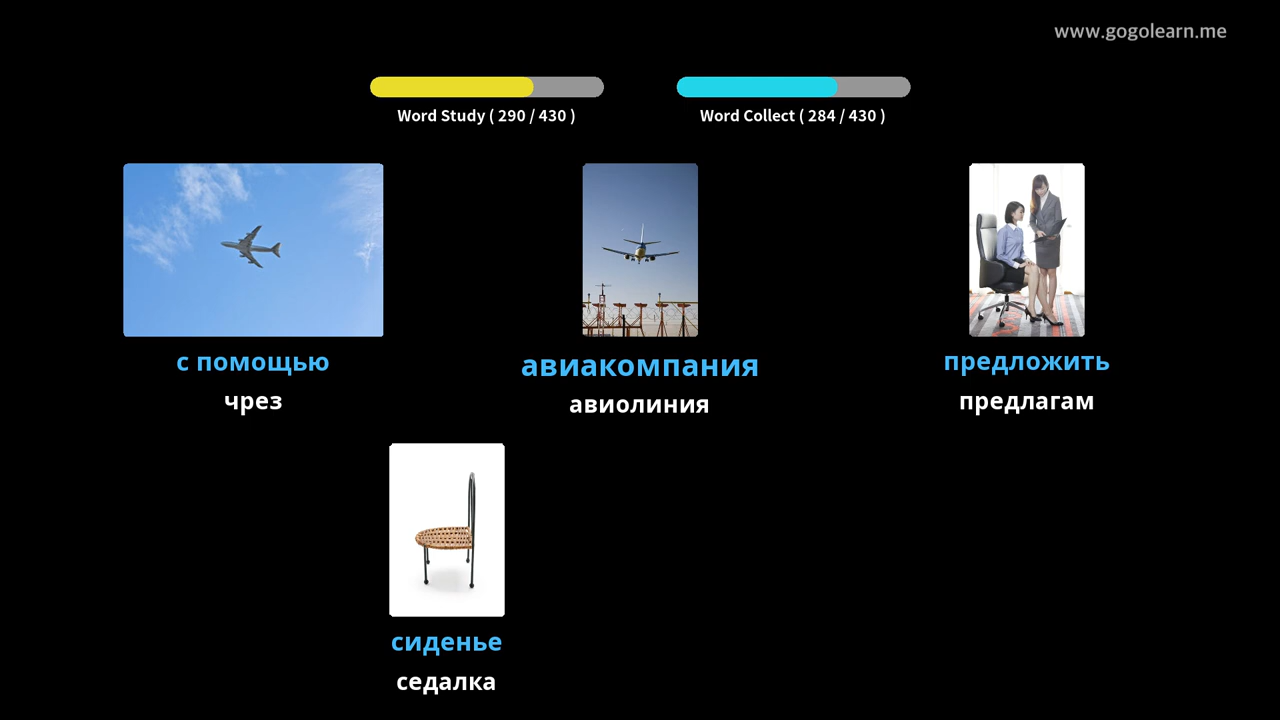 www.gogolearn.me
Word Study ( 290 / 430 )
Word Collect ( 284 / 430 )
с помощью
чрез
авиакомпания
авиолиния
предложить
предлагам
сиденье
седалка